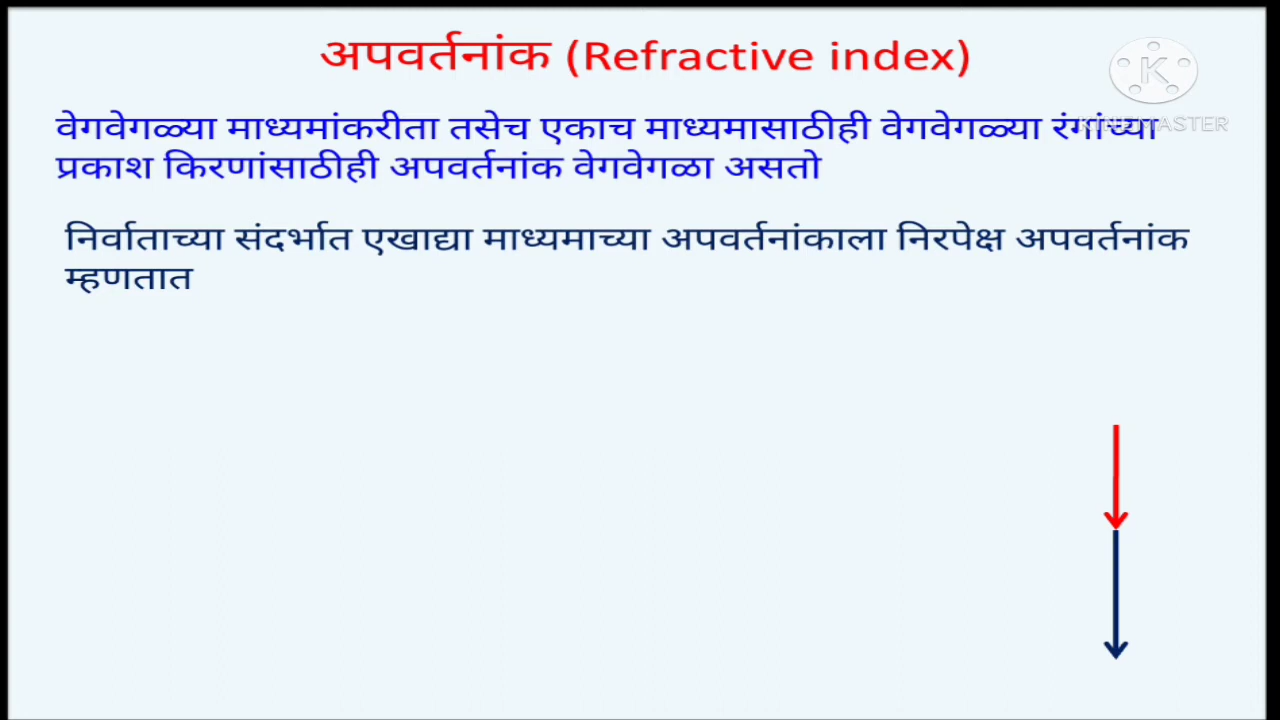 अपवर्तनांक (Refractive index)
वेगवेगळ्या माध्यमांकरीता तसेच एकाच माध्यमासाठीही वेगवेगळ्या रंगांच्या
प्रकाश किरणांसाठीही अपवर्तनांक वेगवेगळा असतो
निर्वाताच्या संदर्भात एखाद्या माध्यमाच्या अपवर्तनांकाला निरपेक्ष अपवर्तनांक
म्हणतात
K
KINEMASTER